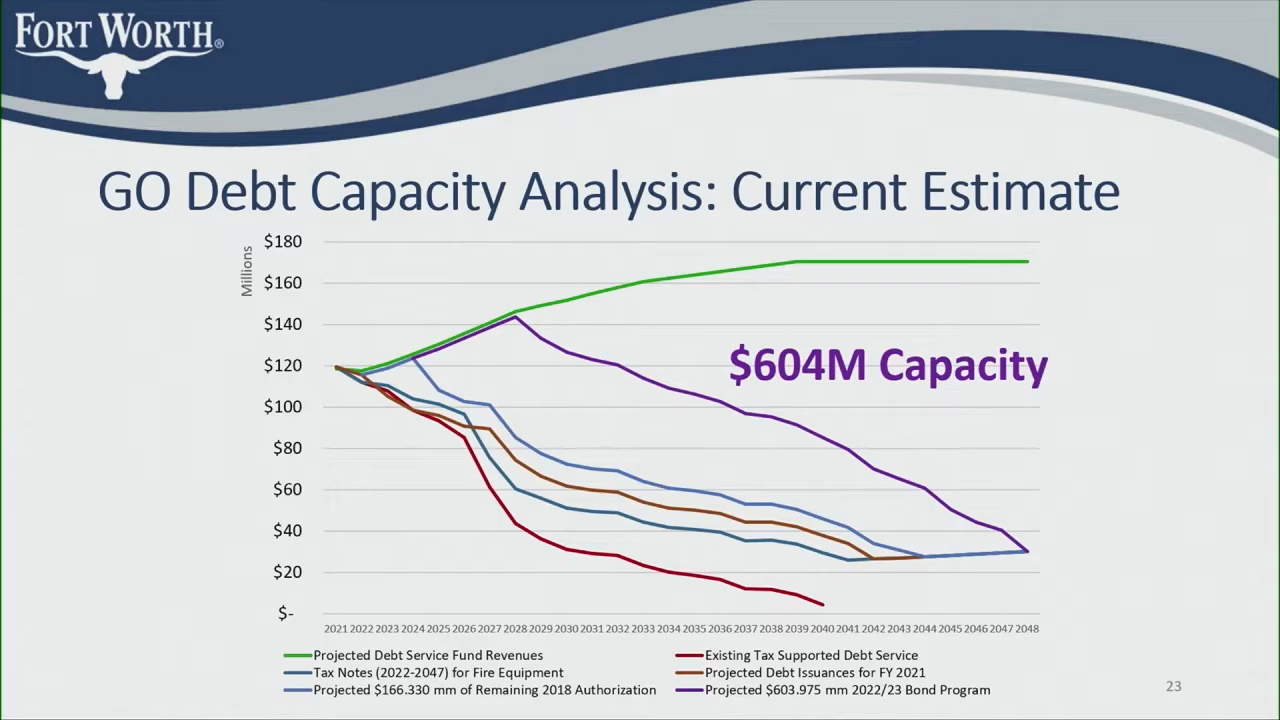 FORT WORTH®
GO Debt Capacity Analysis: Current Estimate
Millions
$180
$160
$140
$120
$100
$80
$60
$40
$20
$-
$604M Capacity
2021 2022 2023 2024 2025 2026 2027 2028 2029 2030 2031 2032 2033 2034 2035 2036 2037 2038 2039 2040 2041 2042 2043 2044 2045 2046 2047 2048
Projected Debt Service Fund Revenues
Existing Tax Supported Debt Service
Tax Notes (2022-2047) for Fire Equipment
Projected Debt Issuances for FY 2021
Projected $166.330 mm of Remaining 2018 Authorization
Projected $603.975 mm 2022/23 Bond Program
23